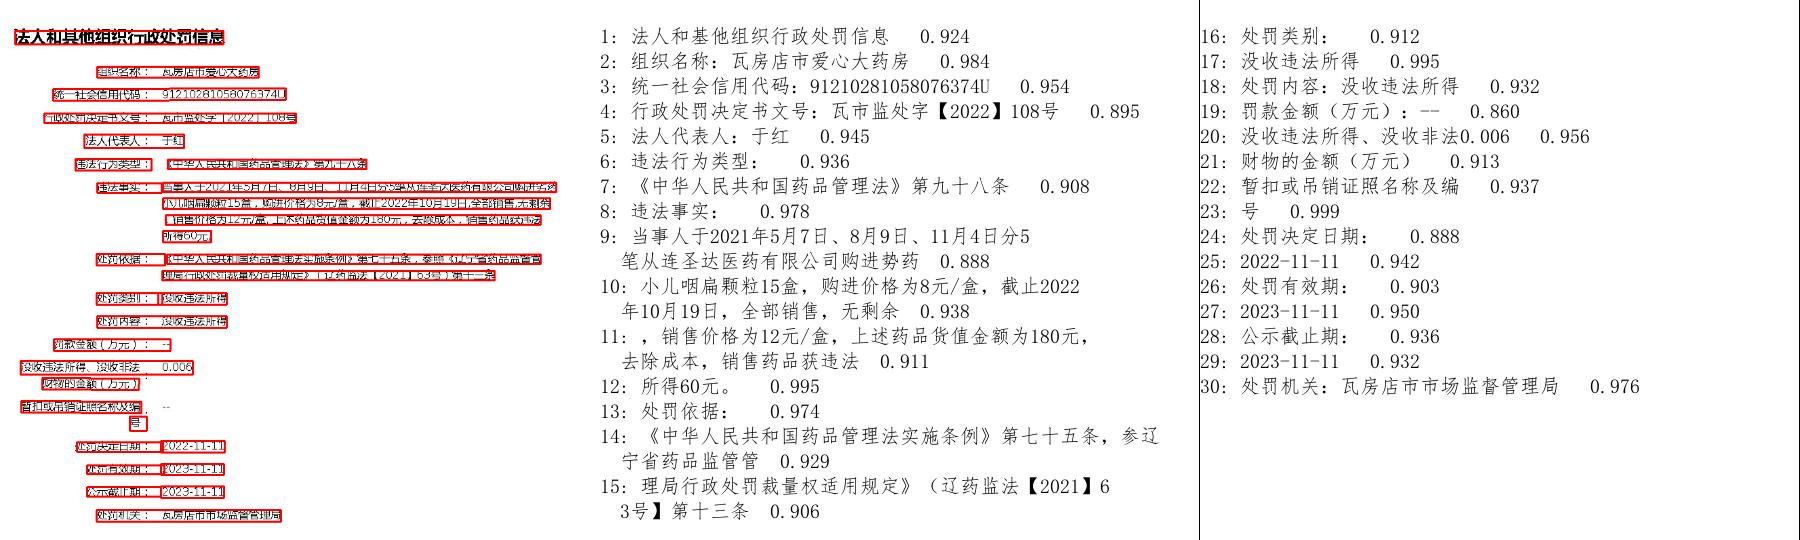 法人和其他组织行政处罚信息
组织名称： 瓦房店市爱心大药房
统一社会信用代码： 91210281058076374U
行政处罚决定书文号： 瓦市监处字【2022】108号
法人代表人： 于红
违法行为类型： 《中华人民共和国药品管理法》第九十八条
违法事实： 当事人于2021年5月7日、8月9日、11月4日分5笔从连圣达医药有限公司购进
小儿咽扁颗粒15盒，购进价格为8元/盒，截止2022年10月19日,全部销售,无剩余
，销售价格为12元/盒, 上述药品货值金额为180元，去除成本，销售药品获违法
所得60元。
处罚依据： 《中华人民共和国药品管理法实施条例》第七十五条，参照《辽宁省药品监督管
理局行政处罚裁量权适用规定》（辽药监法【2021】63号）第十三条
处罚类别： 没收违法所得
处罚内容： 没收违法所得
罚款金额（万元）： --
没收违法所得、没收非法 0.006
财物的金额（万元）
暂扣或吊销证照名称及编 --
号
处罚决定日期： 2022-11-11
处罚有效期： 2023-11-11
公示截止期： 2023-11-11
处罚机关： 瓦房店市市场监督管理局
1: 法人和基他组织行政处罚信息 0.924
2: 组织名称：瓦房店市爱心大药房 0.984
3: 统一社会信用代码：91210281058076374U 0.954
4: 行政处罚决定书文号：瓦市监处字【2022】108号 0.895
5: 法人代表人：于红 0.945
6: 违法行为类型： 0.936
7: 《中华人民共和国药品管理法》第九十八条 0.908
8: 违法事实： 0.978
9: 当事人于2021年5月7日、8月9日、11月4日分5
笔从连圣达医药有限公司购进势药 0.888
10: 小儿咽扁颗粒15盒，购进价格为8元/盒，截止2022
年10月19日，全部销售，无剩余 0.938
11: ，销售价格为12元/盒，上述药品货值金额为180元，
去除成本，销售药品获违法 0.911
12: 所得60元。 0.995
13: 处罚依据： 0.974
14: 《中华人民共和国药品管理法实施条例》第七十五条，参辽
宁省药品监管管 0.929
15: 理局行政处罚裁量权适用规定》（辽药监法【2021】6
3号】第十三条 0.906
16: 处罚类别： 0.912
17: 没收违法所得 0.995
18: 处罚内容：没收违法所得 0.932
19: 罚款金额（万元）：-- 0.860
20: 没收违法所得、没收非法0.006 0.956
21: 财物的金额（万元） 0.913
22: 暂扣或吊销证照名称及编 0.937
23: 号 0.999
24: 处罚决定日期： 0.888
25: 2022-11-11 0.942
26: 处罚有效期： 0.903
27: 2023-11-11 0.950
28: 公示截止期： 0.936
29: 2023-11-11 0.932
30: 处罚机关：瓦房店市市场监督管理局 0.976